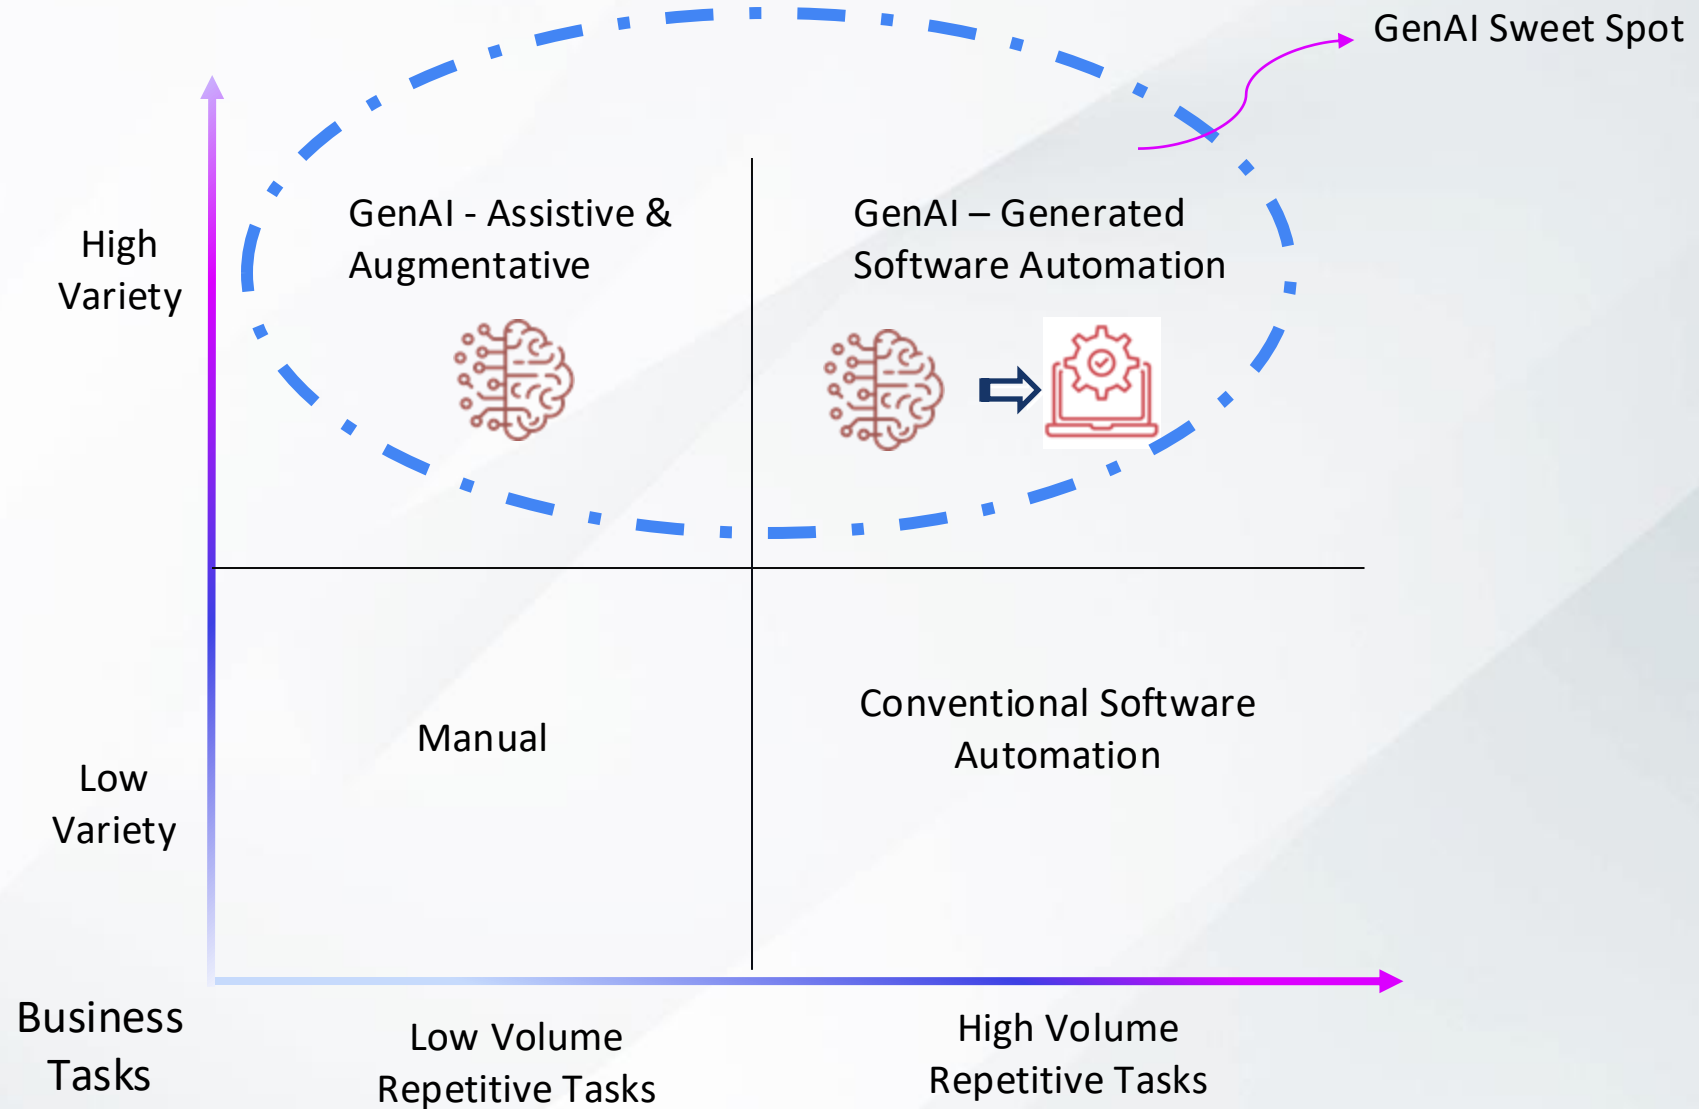 GenAI Sweet Spot
High
Variety
GenAI - Assistive &
Augmentative
GenAI – Generated
Software Automation
Low
Variety
Manual
Conventional Software
Automation
Business
Tasks
Low Volume
Repetitive Tasks
High Volume
Repetitive Tasks